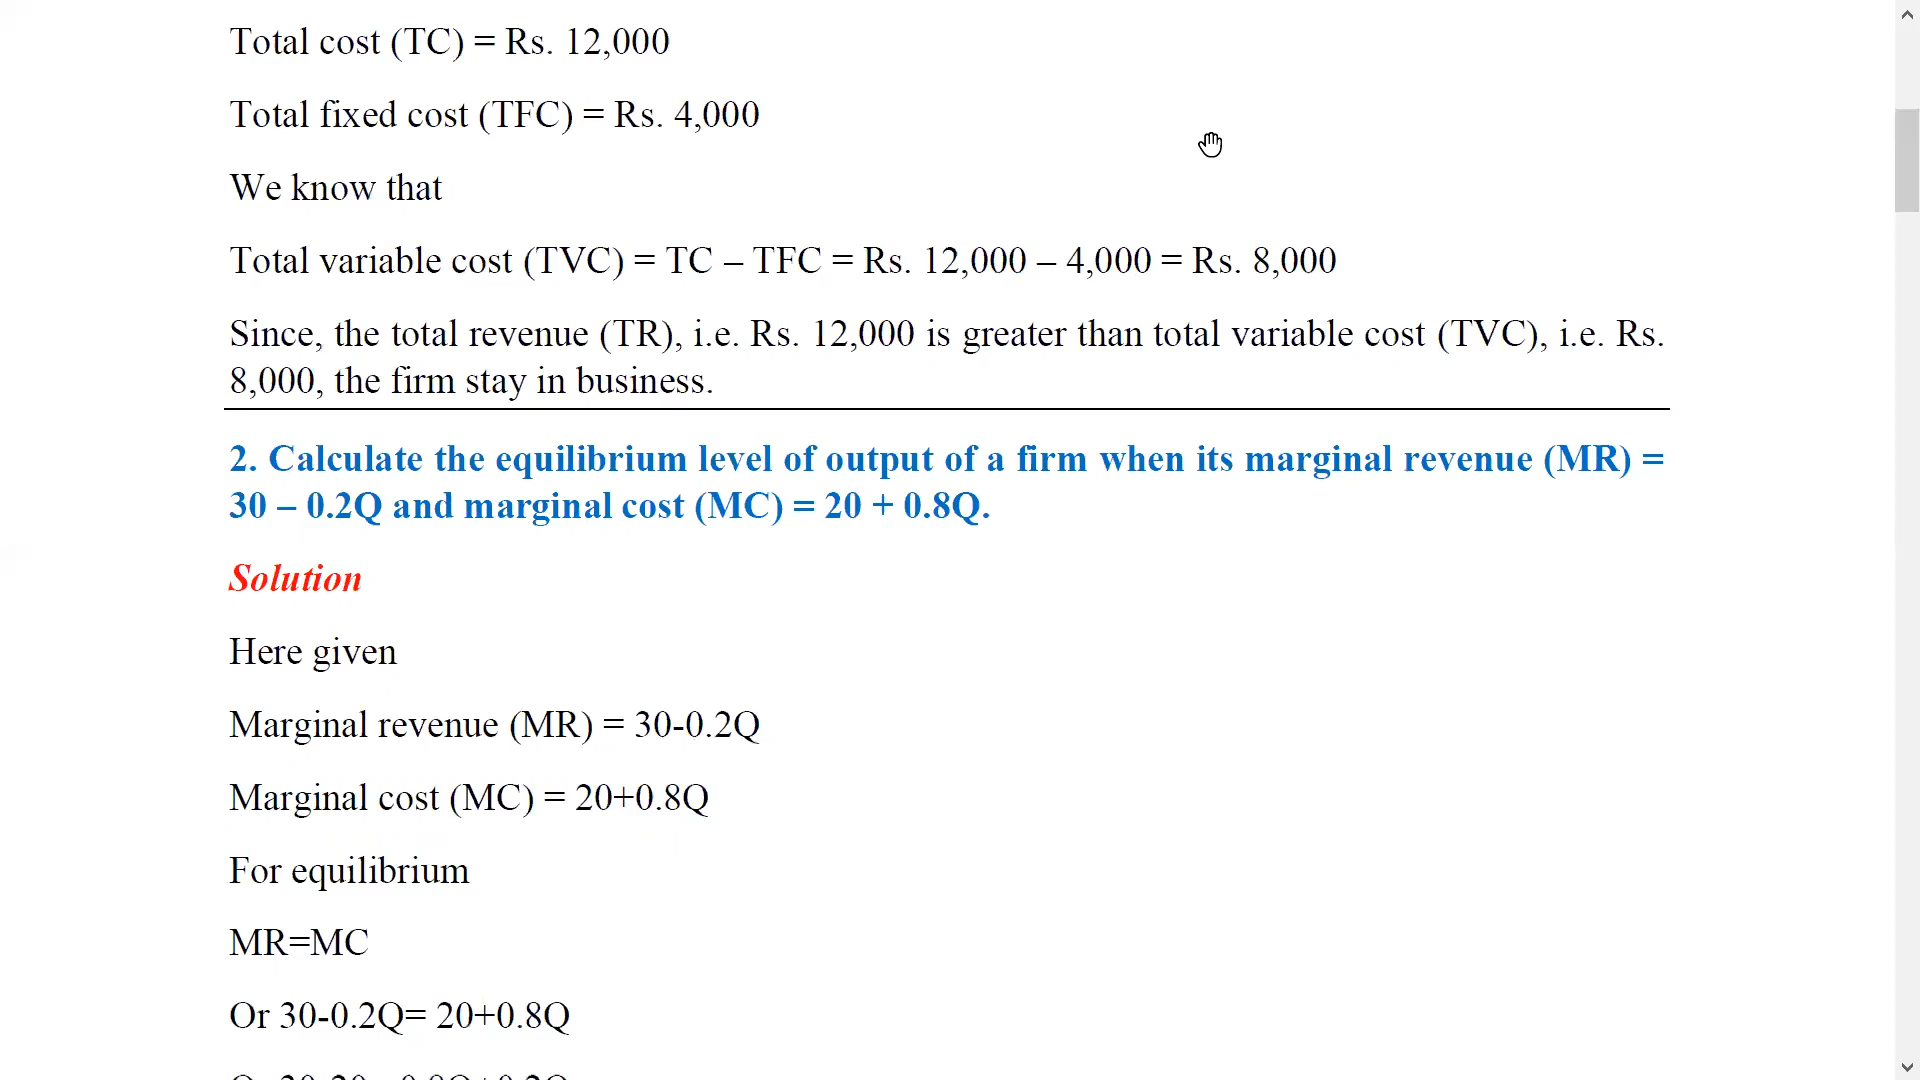 Total cost (TC) = Rs. 12,000
Total fixed cost (TFC) = Rs. 4,000
We know that
Total variable cost (TVC) = TC – TFC = Rs. 12,000 – 4,000 = Rs. 8,000
Since, the total revenue (TR), i.e. Rs. 12,000 is greater than total variable cost (TVC), i.e. Rs.
8,000, the firm stay in business.
2. Calculate the equilibrium level of output of a firm when its marginal revenue (MR) =
30 – 0.2Q and marginal cost (MC) = 20 + 0.8Q.
Solution
Here given
Marginal revenue (MR) = 30-0.2Q
Marginal cost (MC) = 20+0.8Q
For equilibrium
MR=MC
Or 30-0.2Q= 20+0.8Q